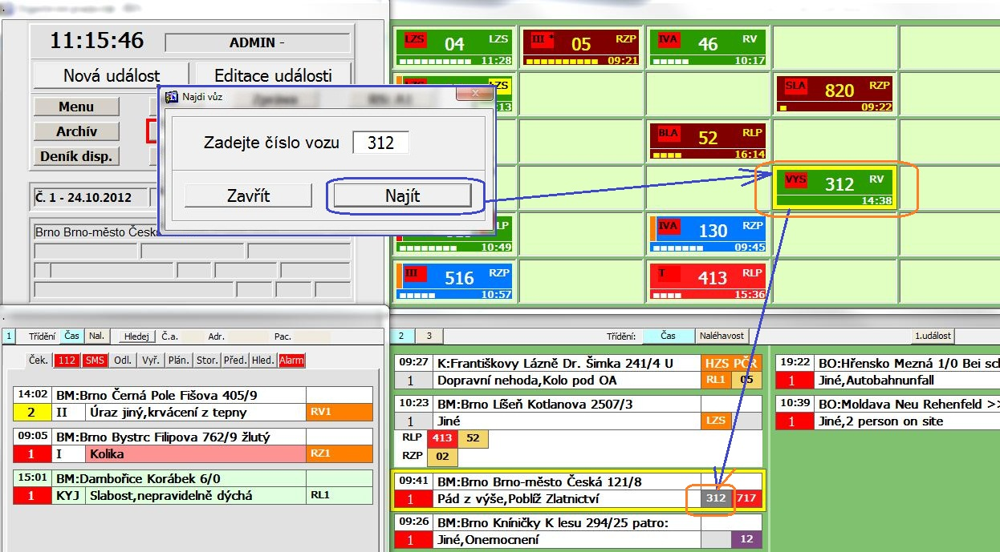 11:15:46
ADMIN -
Nová událost
Editace události
Menu
Archív
Deník disp.
Č. 1 - 24.10.2012
Brno Brno-město Česk
Najdi vůz
Zadejte číslo vozu
312
Zavřít
Najít
LZS 04 LZS
11:28
III * 05 RZP
09:21
IVA 46 RV
10:17
LZS
:13
SLA 820 RZP
09:22
BLA 52 RLP
16:14
VYS 312 RV
14:38
LP
10:49
IVA 130 RZP
09:45
III 516 RZP
10:57
T 413 RLP
15:36
1 Třídění Čas Nal. Hledej Č.a. Adr. Pac.
Ček. 112 SMS Odl. Vyř. Plán. Stor. Před. Hled. Alarm
14:02 BM:Brno Černá Pole Fišova 405/9
2 II Úraz jiný,krvácení z tepny RV1
09:05 BM:Brno Bystrc Filipova 762/9 žlutý
1 I Kolika RZ1
15:01 BM:Dambořice Korábek 6/0
1 KYJ Slabost,nepravidelně dýchá RL1
2 3 Třídění: Čas Naléhavost 1.událost
09:27 K:Františkovy Lázně Dr. Šimka 241/4 U HZS PČR
1 Dopravní nehoda,Kolo pod OA RL1 05
10:23 BM:Brno Líšeň Kotlanova 2507/3
1 Jiné LZS
RLP 413 52
RZP 02
09:41 BM:Brno Brno-město Česká 121/8
1 Pád z výše,Poblíž Zlatnictví 312 717
09:26 BM:Brno Kníničky K lesu 294/25 patro:
1 Jiné,Onemocnení 12
19:22 BO:Hřensko Mezná 1/0 Bei sch
1 Jiné,Autobahnunfall
10:39 BO:Moldava Neu Rehenfeld >>
1 Jiné,2 person on site